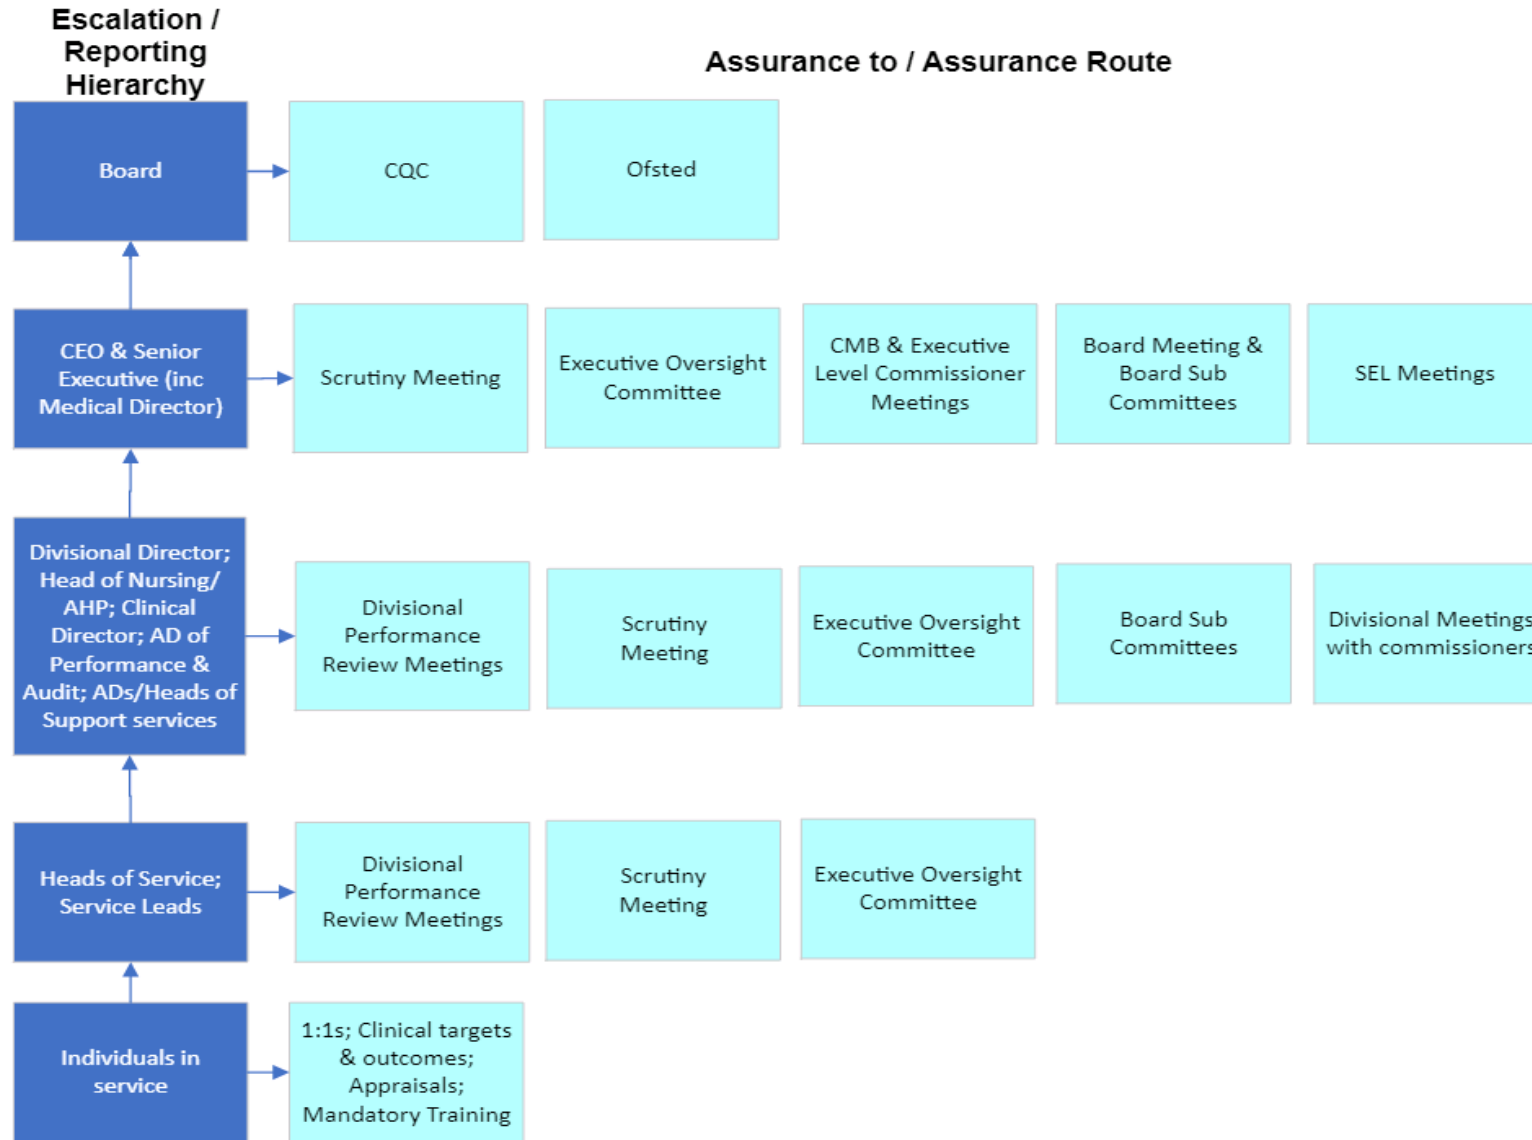 Escalation /
Reporting
Hierarchy
Assurance to / Assurance Route
Board
CQC
Ofsted
CEO & Senior
Executive (inc
Medical Director)
Scrutiny Meeting
Executive Oversight
Committee
CMB & Executive
Level Commissioner
Meetings
Board Meeting &
Board Sub
Committees
SEL Meetings
Divisional Director;
Head of Nursing/
AHP; Clinical
Director; AD of
Performance &
Audit; ADs/Heads of
Support services
Divisional
Performance
Review Meetings
Scrutiny
Meeting
Executive Oversight
Committee
Board Sub
Committees
Divisional Meetings
with commissioners
Heads of Service;
Service Leads
Divisional
Performance
Review Meetings
Scrutiny
Meeting
Executive Oversight
Committee
Individuals in
service
1:1s; Clinical targets
& outcomes;
Appraisals;
Mandatory Training